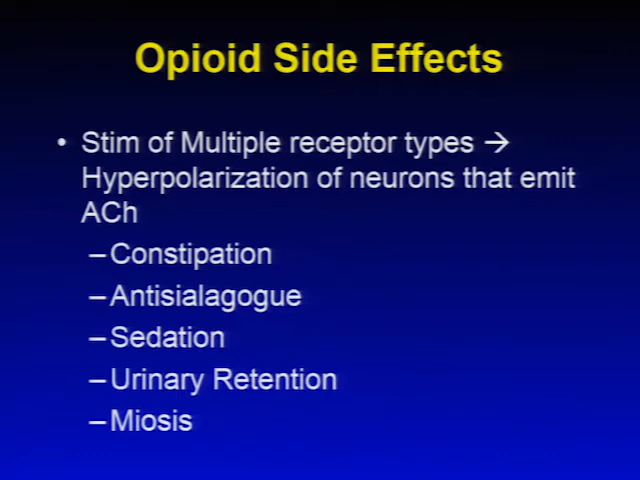 Opioid Side Effects
• Stim of Multiple receptor types →
Hyperpolarization of neurons that emit
ACh
–Constipation
–Antisialagogue
–Sedation
–Urinary Retention
–Miosis